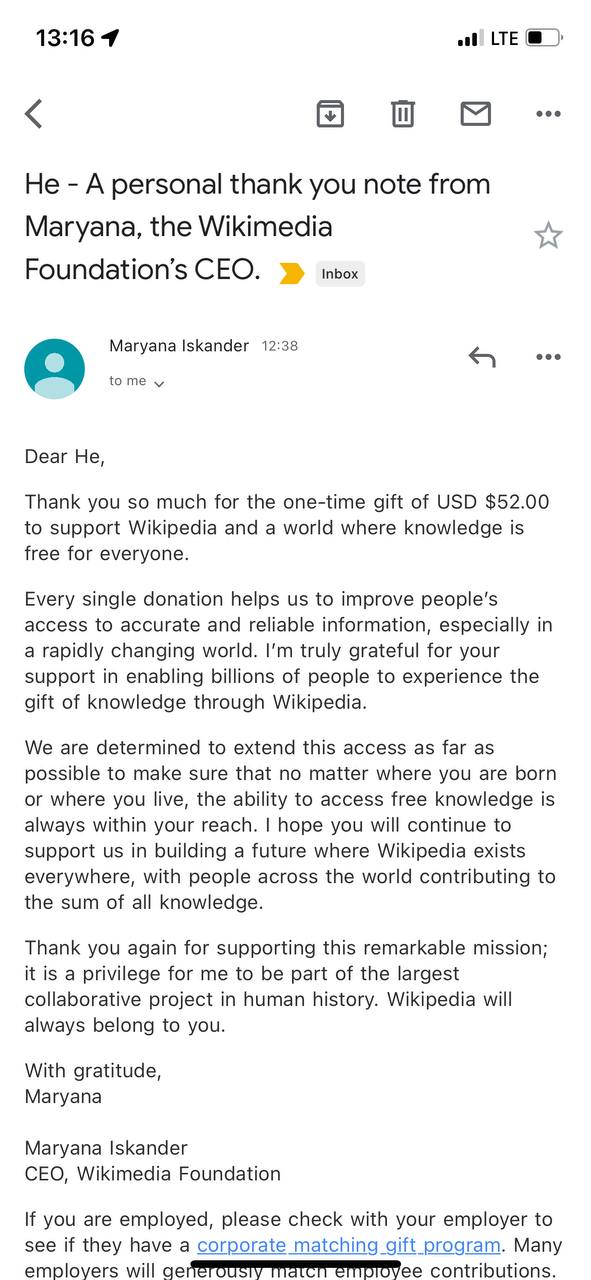 13:16
LTE
He - A personal thank you note from
Maryana, the Wikimedia
Foundation’s CEO. Inbox
Maryana Iskander 12:38
to me
Dear He,
Thank you so much for the one-time gift of USD $52.00
to support Wikipedia and a world where knowledge is
free for everyone.
Every single donation helps us to improve people’s
access to accurate and reliable information, especially in
a rapidly changing world. I’m truly grateful for your
support in enabling billions of people to experience the
gift of knowledge through Wikipedia.
We are determined to extend this access as far as
possible to make sure that no matter where you are born
or where you live, the ability to access free knowledge is
always within your reach. I hope you will continue to
support us in building a future where Wikipedia exists
everywhere, with people across the world contributing to
the sum of all knowledge.
Thank you again for supporting this remarkable mission;
it is a privilege for me to be part of the largest
collaborative project in human history. Wikipedia will
always belong to you.
With gratitude,
Maryana
Maryana Iskander
CEO, Wikimedia Foundation
If you are employed, please check with your employer to
see if they have a corporate matching gift program. Many
employers will generously match employee contributions.